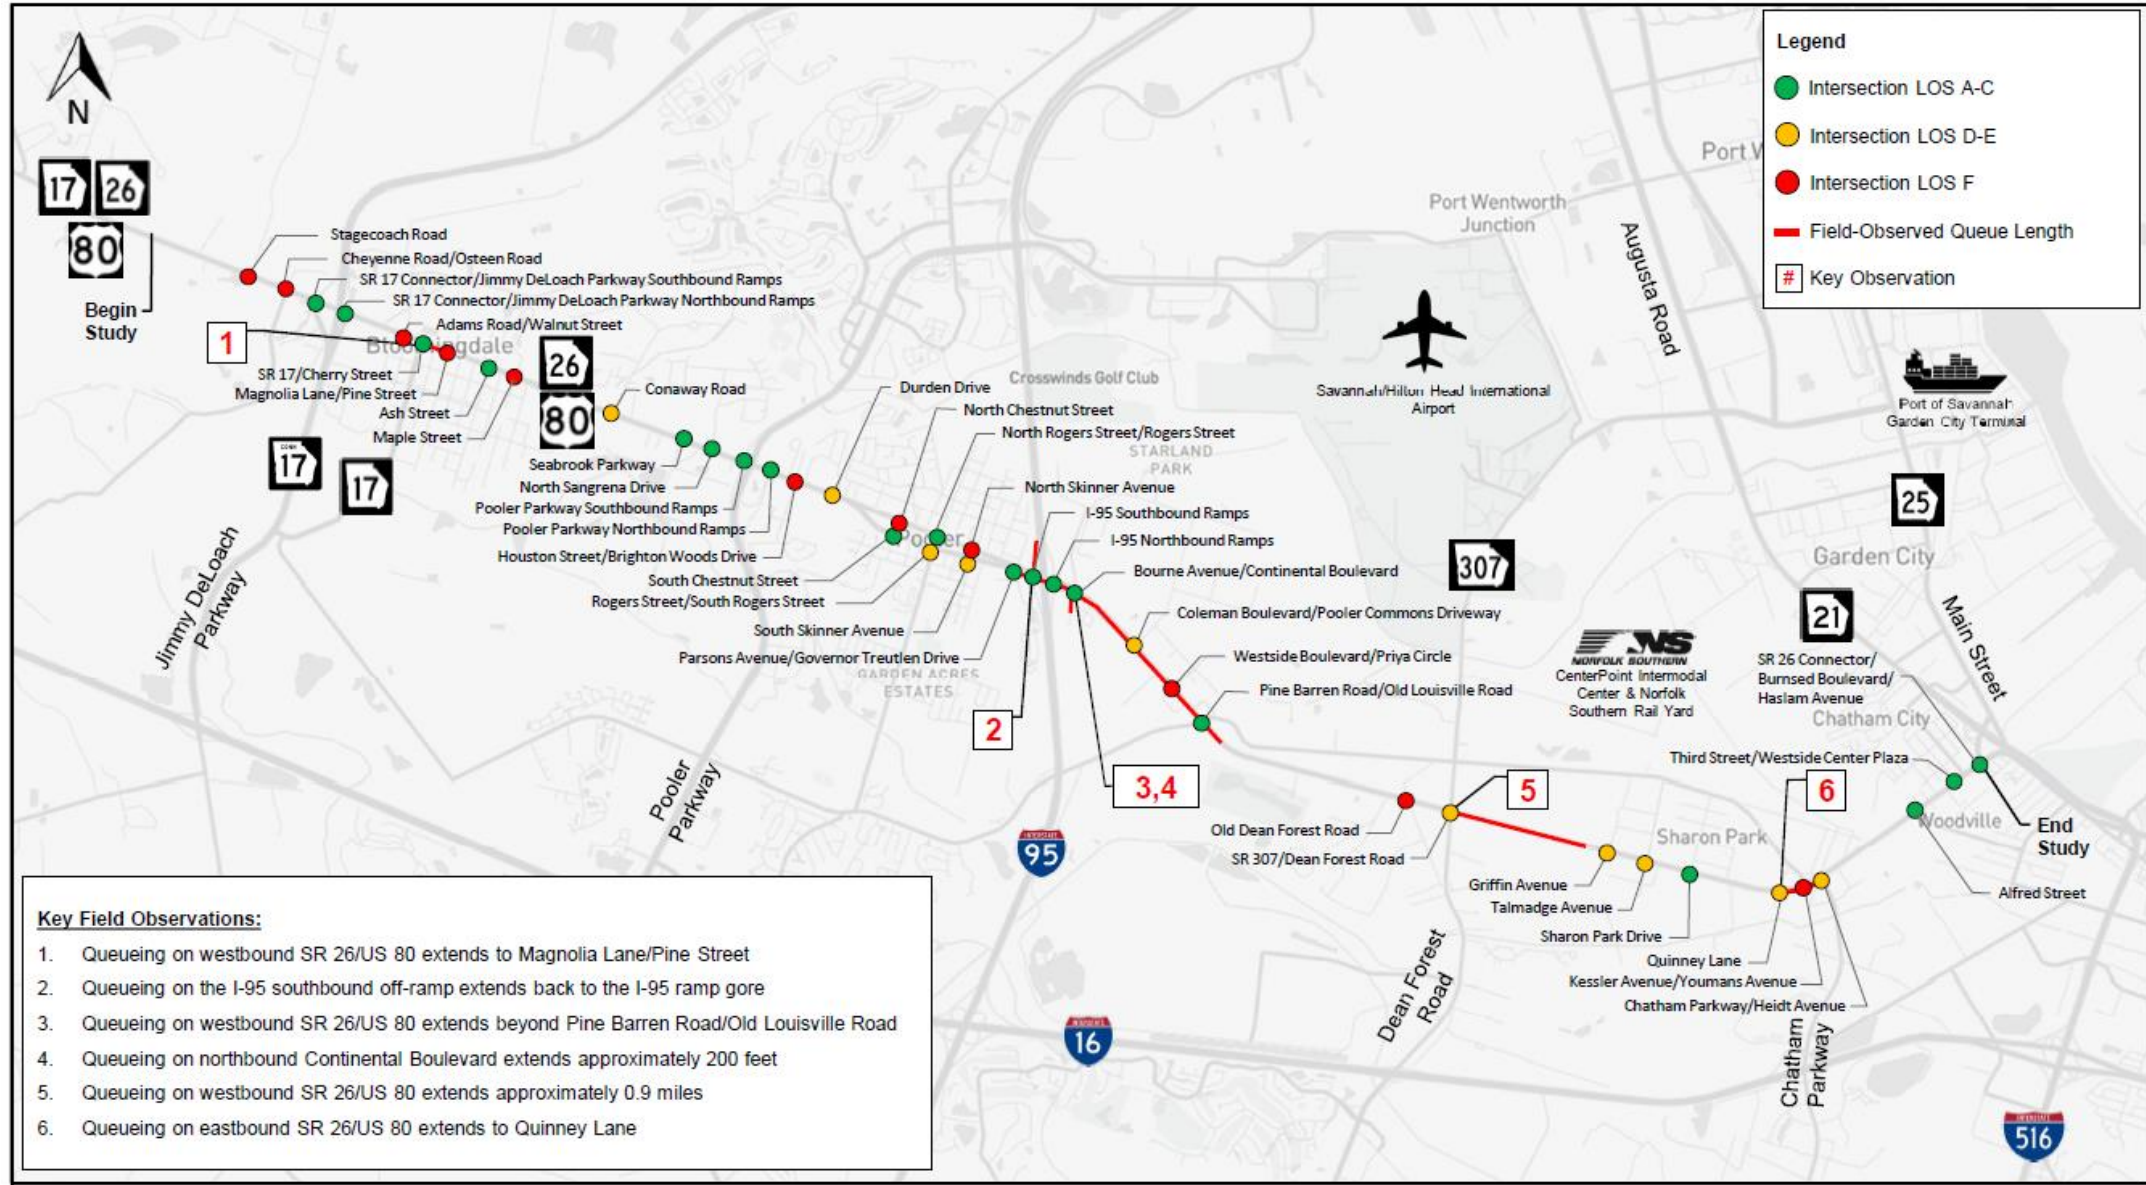 Legend
Intersection LOS A-C
Intersection LOS D-E
Intersection LOS F
Field-Observed Queue Length
# Key Observation
N
17 26
80
Begin
Study
Stagecoach Road
Cheyenne Road/Osteen Road
SR 17 Connector/Jimmy DeLoach Parkway Southbound Ramps
SR 17 Connector/Jimmy DeLoach Parkway Northbound Ramps
1
Adams Road/Walnut Street
Bloomingdale
SR 17/Cherry Street
Magnolia Lane/Pine Street
Ash Street
Maple Street
26
80
CONN
17
17
Jimmy DeLoach
Parkway
Conaway Road
Seabrook Parkway
North Sangrena Drive
Pooler Parkway Southbound Ramps
Pooler Parkway Northbound Ramps
Houston Street/Brighton Woods Drive
Durden Drive
North Chestnut Street
North Rogers Street/Rogers Street
Crosswinds Golf Club
STARLAND
PARK
Pooler
South Chestnut Street
Rogers Street/South Rogers Street
South Skinner Avenue
Parsons Avenue/Governor Treutlen Drive
GARDEN ACRES
ESTATES
North Skinner Avenue
I-95 Southbound Ramps
I-95 Northbound Ramps
Bourne Avenue/Continental Boulevard
Coleman Boulevard/Pooler Commons Driveway
Westside Boulevard/Priya Circle
Pine Barren Road/Old Louisville Road
2
3,4
Pooler
Parkway
INTERSTATE
95
Port Wentworth
Junction
Port W
Augusta Road
Savannah/Hilton Head International
Airport
Port of Savannah
Garden City Terminal
25
Garden City
307
21
NS
NORFOLK SOUTHERN
CenterPoint Intermodal
Center & Norfolk
Southern Rail Yard
SR 26 Connector/
Burnsed Boulevard/
Haslam Avenue
Main Street
Chatham City
Third Street/Westside Center Plaza
5
6
Old Dean Forest Road
SR 307/Dean Forest Road
Sharon Park
Woodville
End
Study
Griffin Avenue
Talmadge Avenue
Sharon Park Drive
Quinney Lane
Kessler Avenue/Youmans Avenue
Chatham Parkway/Heidt Avenue
Alfred Street
Dean Forest
Road
Chatham
Parkway
INTERSTATE
16
INTERSTATE
516
Key Field Observations:
1. Queueing on westbound SR 26/US 80 extends to Magnolia Lane/Pine Street
2. Queueing on the I-95 southbound off-ramp extends back to the I-95 ramp gore
3. Queueing on westbound SR 26/US 80 extends beyond Pine Barren Road/Old Louisville Road
4. Queueing on northbound Continental Boulevard extends approximately 200 feet
5. Queueing on westbound SR 26/US 80 extends approximately 0.9 miles
6. Queueing on eastbound SR 26/US 80 extends to Quinney Lane